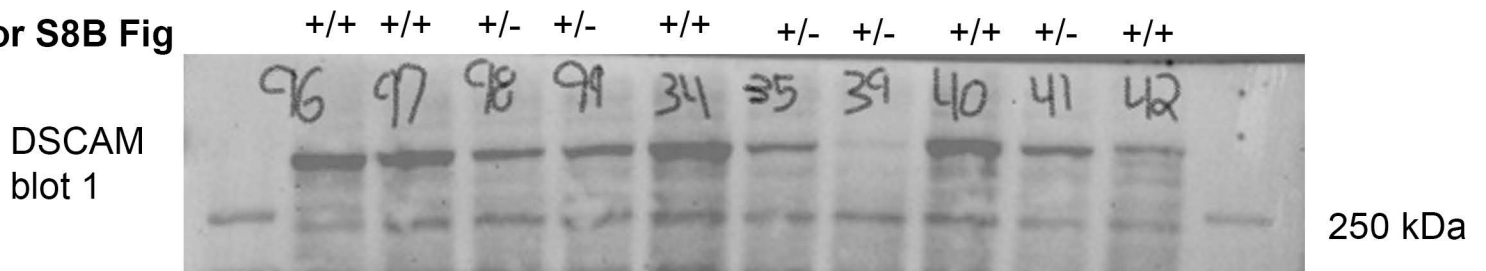 or S8B Fig +/+ +/+ +/- +/- +/+ +/- +/- +/+ +/- +/+
96 97 98 99 34 35 39 40 41 42
DSCAM
blot 1
250 kDa